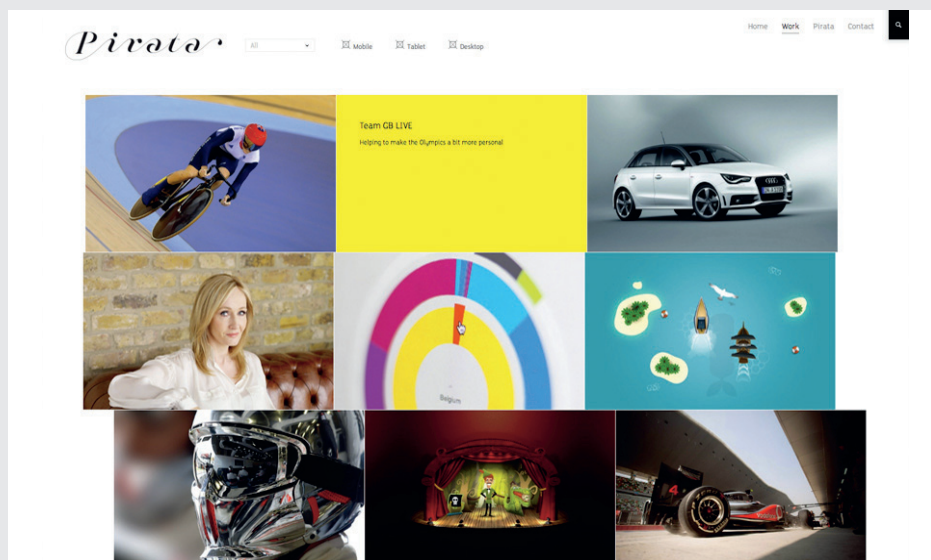 Home Work Pirata Contact
Pirata
All
Mobile Tablet Desktop
Team GB LIVE
Helping to make the Olympics a bit more personal
Belgium
4